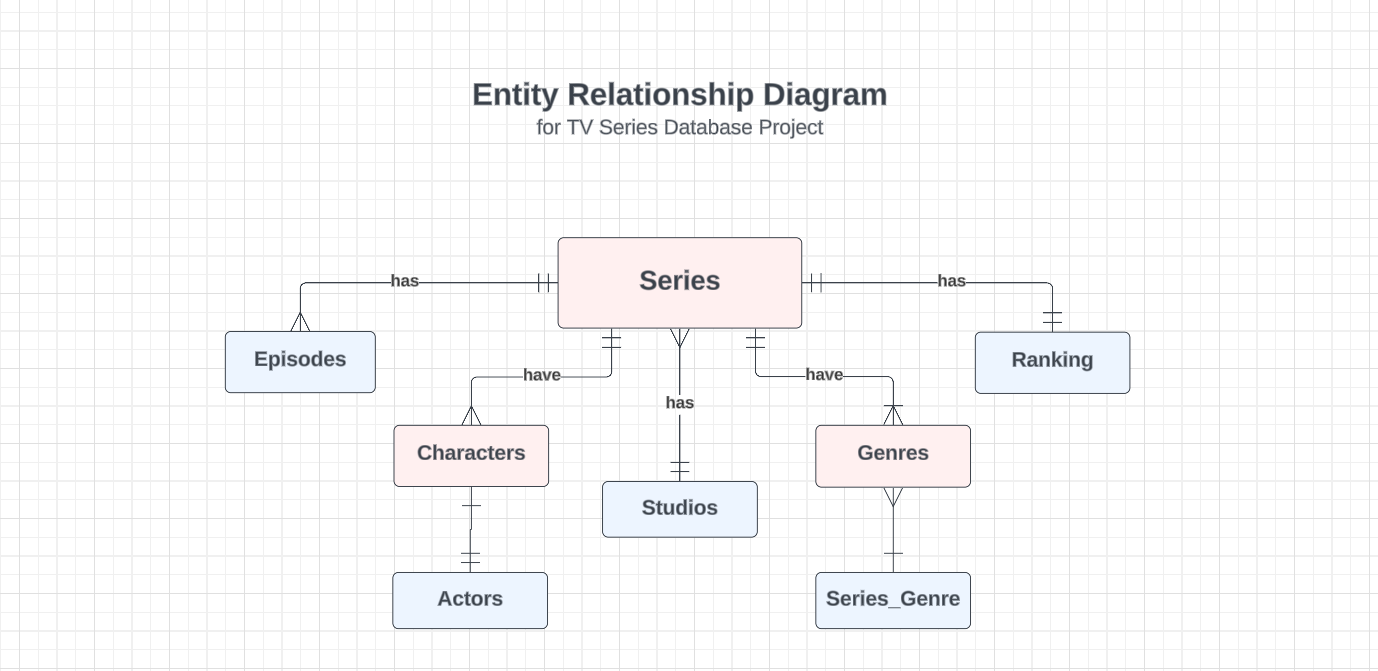 Entity Relationship Diagram
for TV Series Database Project
Series
has
has
Episodes
Ranking
have
have
has
Characters
Genres
Studios
Actors
Series_Genre